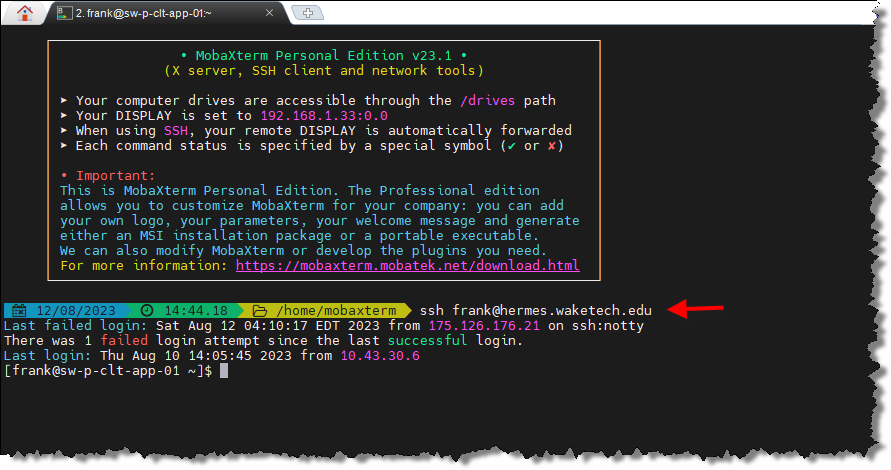 2. frank@sw-p-clt-app-01:~
• MobaXterm Personal Edition v23.1 •
(X server, SSH client and network tools)
➤ Your computer drives are accessible through the /drives path
➤ Your DISPLAY is set to 192.168.1.33:0.0
➤ When using SSH, your remote DISPLAY is automatically forwarded
➤ Each command status is specified by a special symbol (✔ or ✘)
• Important:
This is MobaXterm Personal Edition. The Professional edition
allows you to customize MobaXterm for your company: you can add
your own logo, your parameters, your welcome message and generate
either an MSI installation package or a portable executable.
We can also modify MobaXterm or develop the plugins you need.
For more information: https://mobaxterm.mobatek.net/download.html
12/08/2023 14:44.18 /home/mobaxterm ssh frank@hermes.waketech.edu
Last failed login: Sat Aug 12 04:10:17 EDT 2023 from 175.126.176.21 on ssh:notty
There was 1 failed login attempt since the last successful login.
Last login: Thu Aug 10 14:05:45 2023 from 10.43.30.6
[frank@sw-p-clt-app-01 ~]$